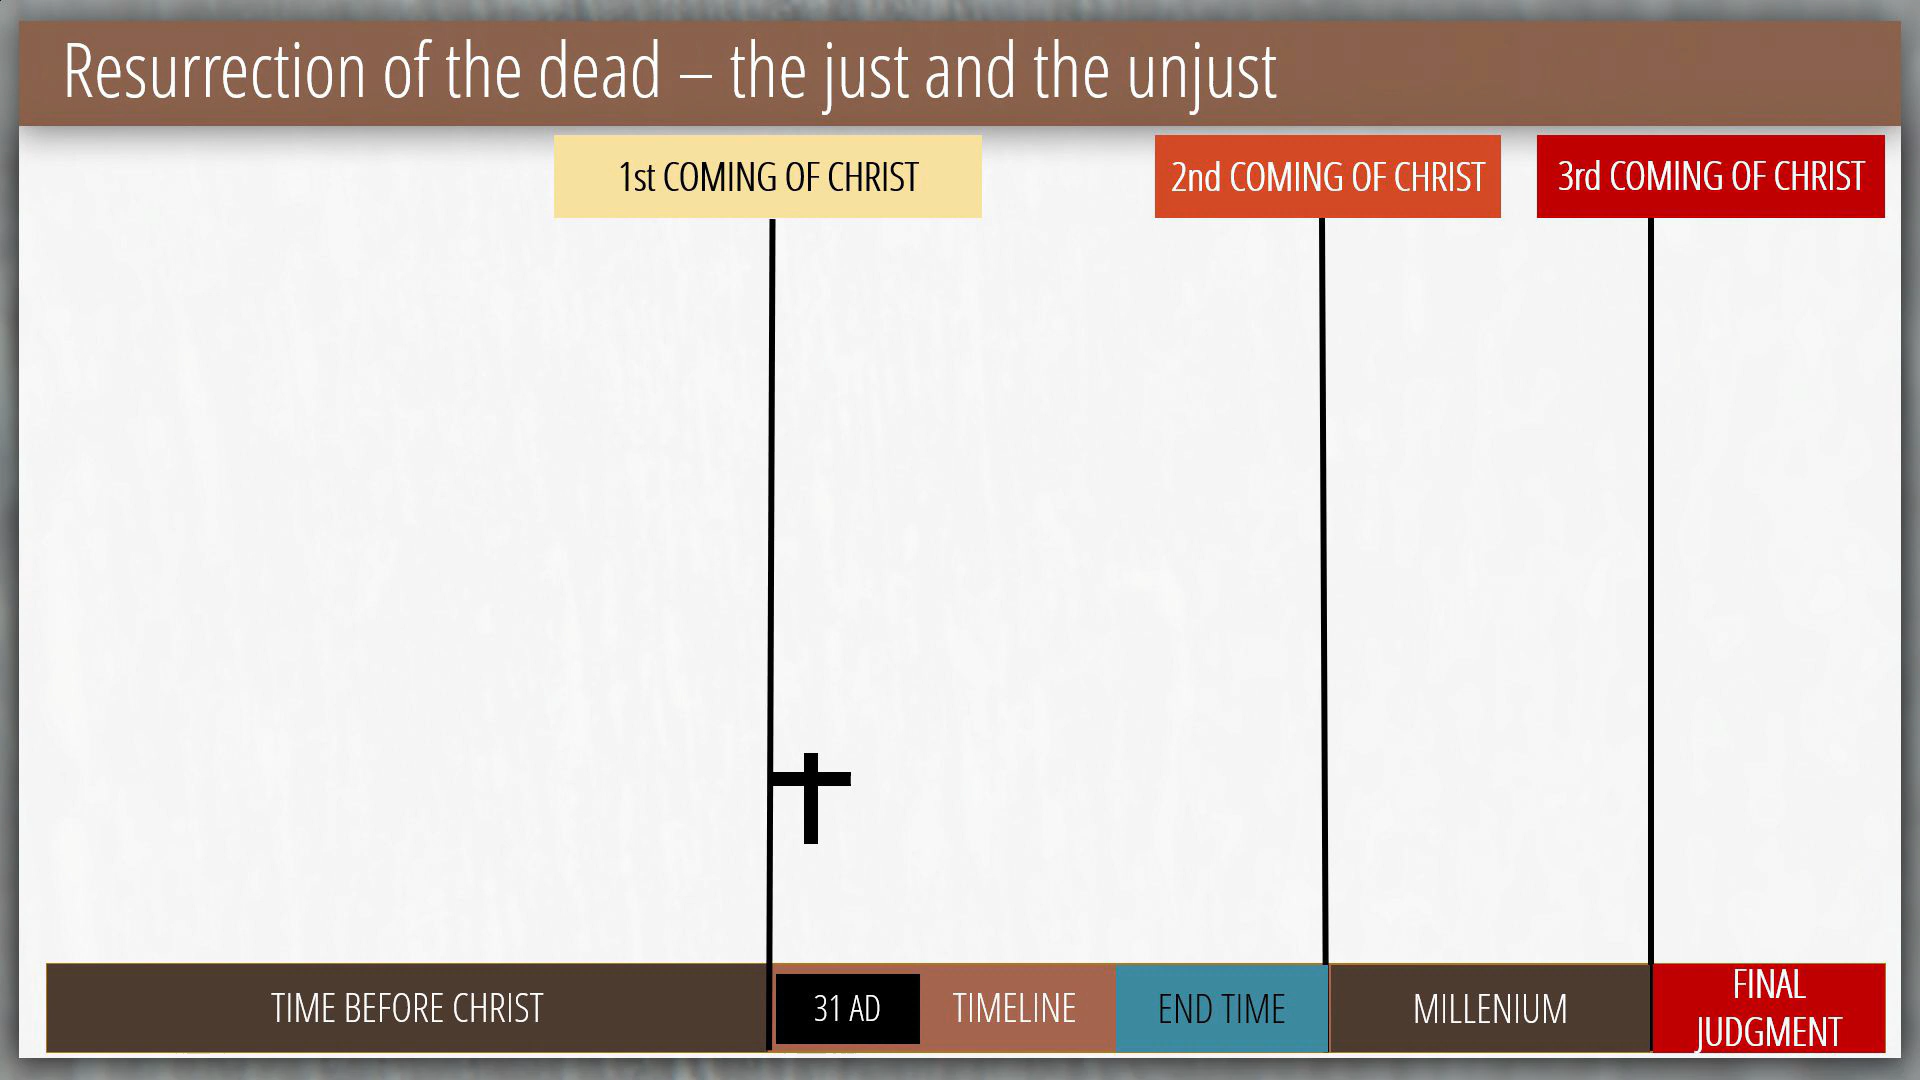 Resurrection of the dead – the just and the unjust
1st COMING OF CHRIST
2nd COMING OF CHRIST
3rd COMING OF CHRIST
TIME BEFORE CHRIST
31 AD
TIMELINE
END TIME
MILLENIUM
FINAL
JUDGMENT